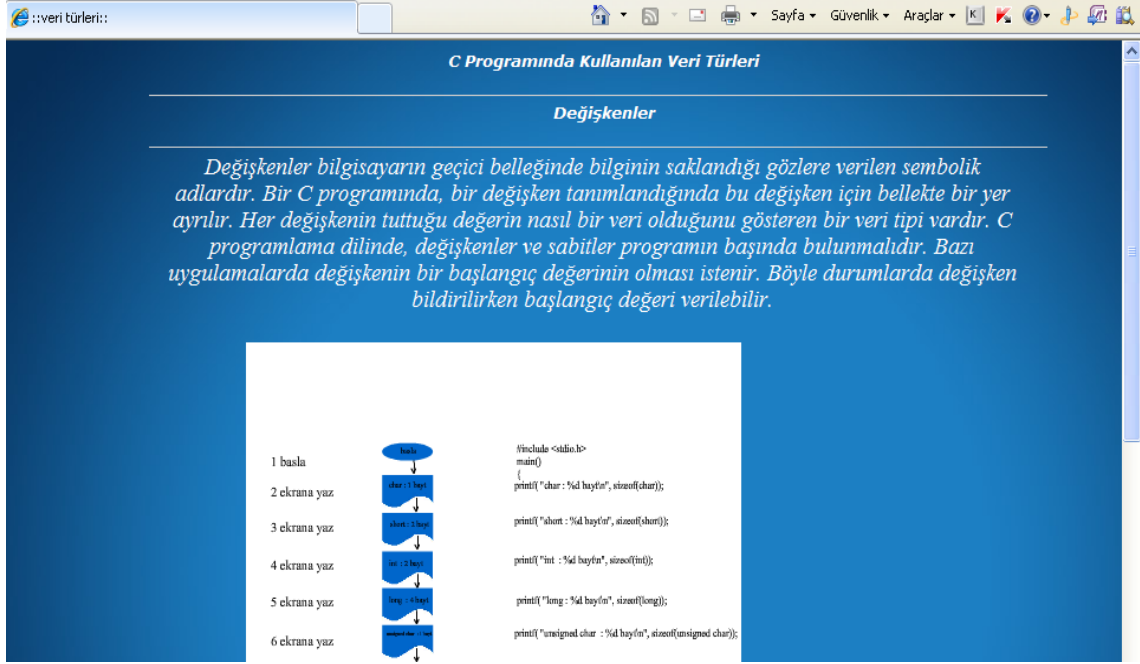 ::veri türleri::
Sayfa Güvenlik Araçlar
C Programında Kullanılan Veri Türleri
Değişkenler
Değişkenler bilgisayarın geçici belleğinde bilginin saklandığı gözlere verilen sembolik
adlardır. Bir C programında, bir değişken tanımlandığında bu değişken için bellekte bir yer
ayrılır. Her değişkenin tuttuğu değerin nasıl bir veri olduğunu gösteren bir veri tipi vardır. C
programlama dilinde, değişkenler ve sabitler programın başında bulunmalıdır. Bazı
uygulamalarda değişkenin bir başlangıç değerinin olması istenir. Böyle durumlarda değişken
bildirilirken başlangıç değeri verilebilir.
1 basla
2 ekrana yaz
3 ekrana yaz
4 ekrana yaz
5 ekrana yaz
6 ekrana yaz
basla
char : 1 bayt
short : 2 bayt
int : 2 bayt
long : 4 bayt
#include <stdio.h>
main()
{
printf( "char : %d bayt\n", sizeof(char));
printf( "short : %d bayt\n", sizeof(short));
printf( "int : %d bayt\n", sizeof(int));
printf( "long : %d bayt\n", sizeof(long));
printf( "unsigned char : %d bayt\n", sizeof(unsigned char));